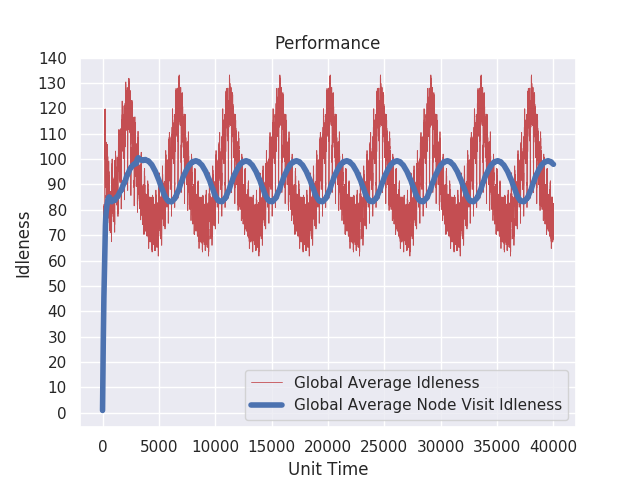 Performance
140
130
120
110
100
90
80
70
60
50
40
30
20
10
0
Idleness
Global Average Idleness
Global Average Node Visit Idleness
0 5000 10000 15000 20000 25000 30000 35000 40000
Unit Time